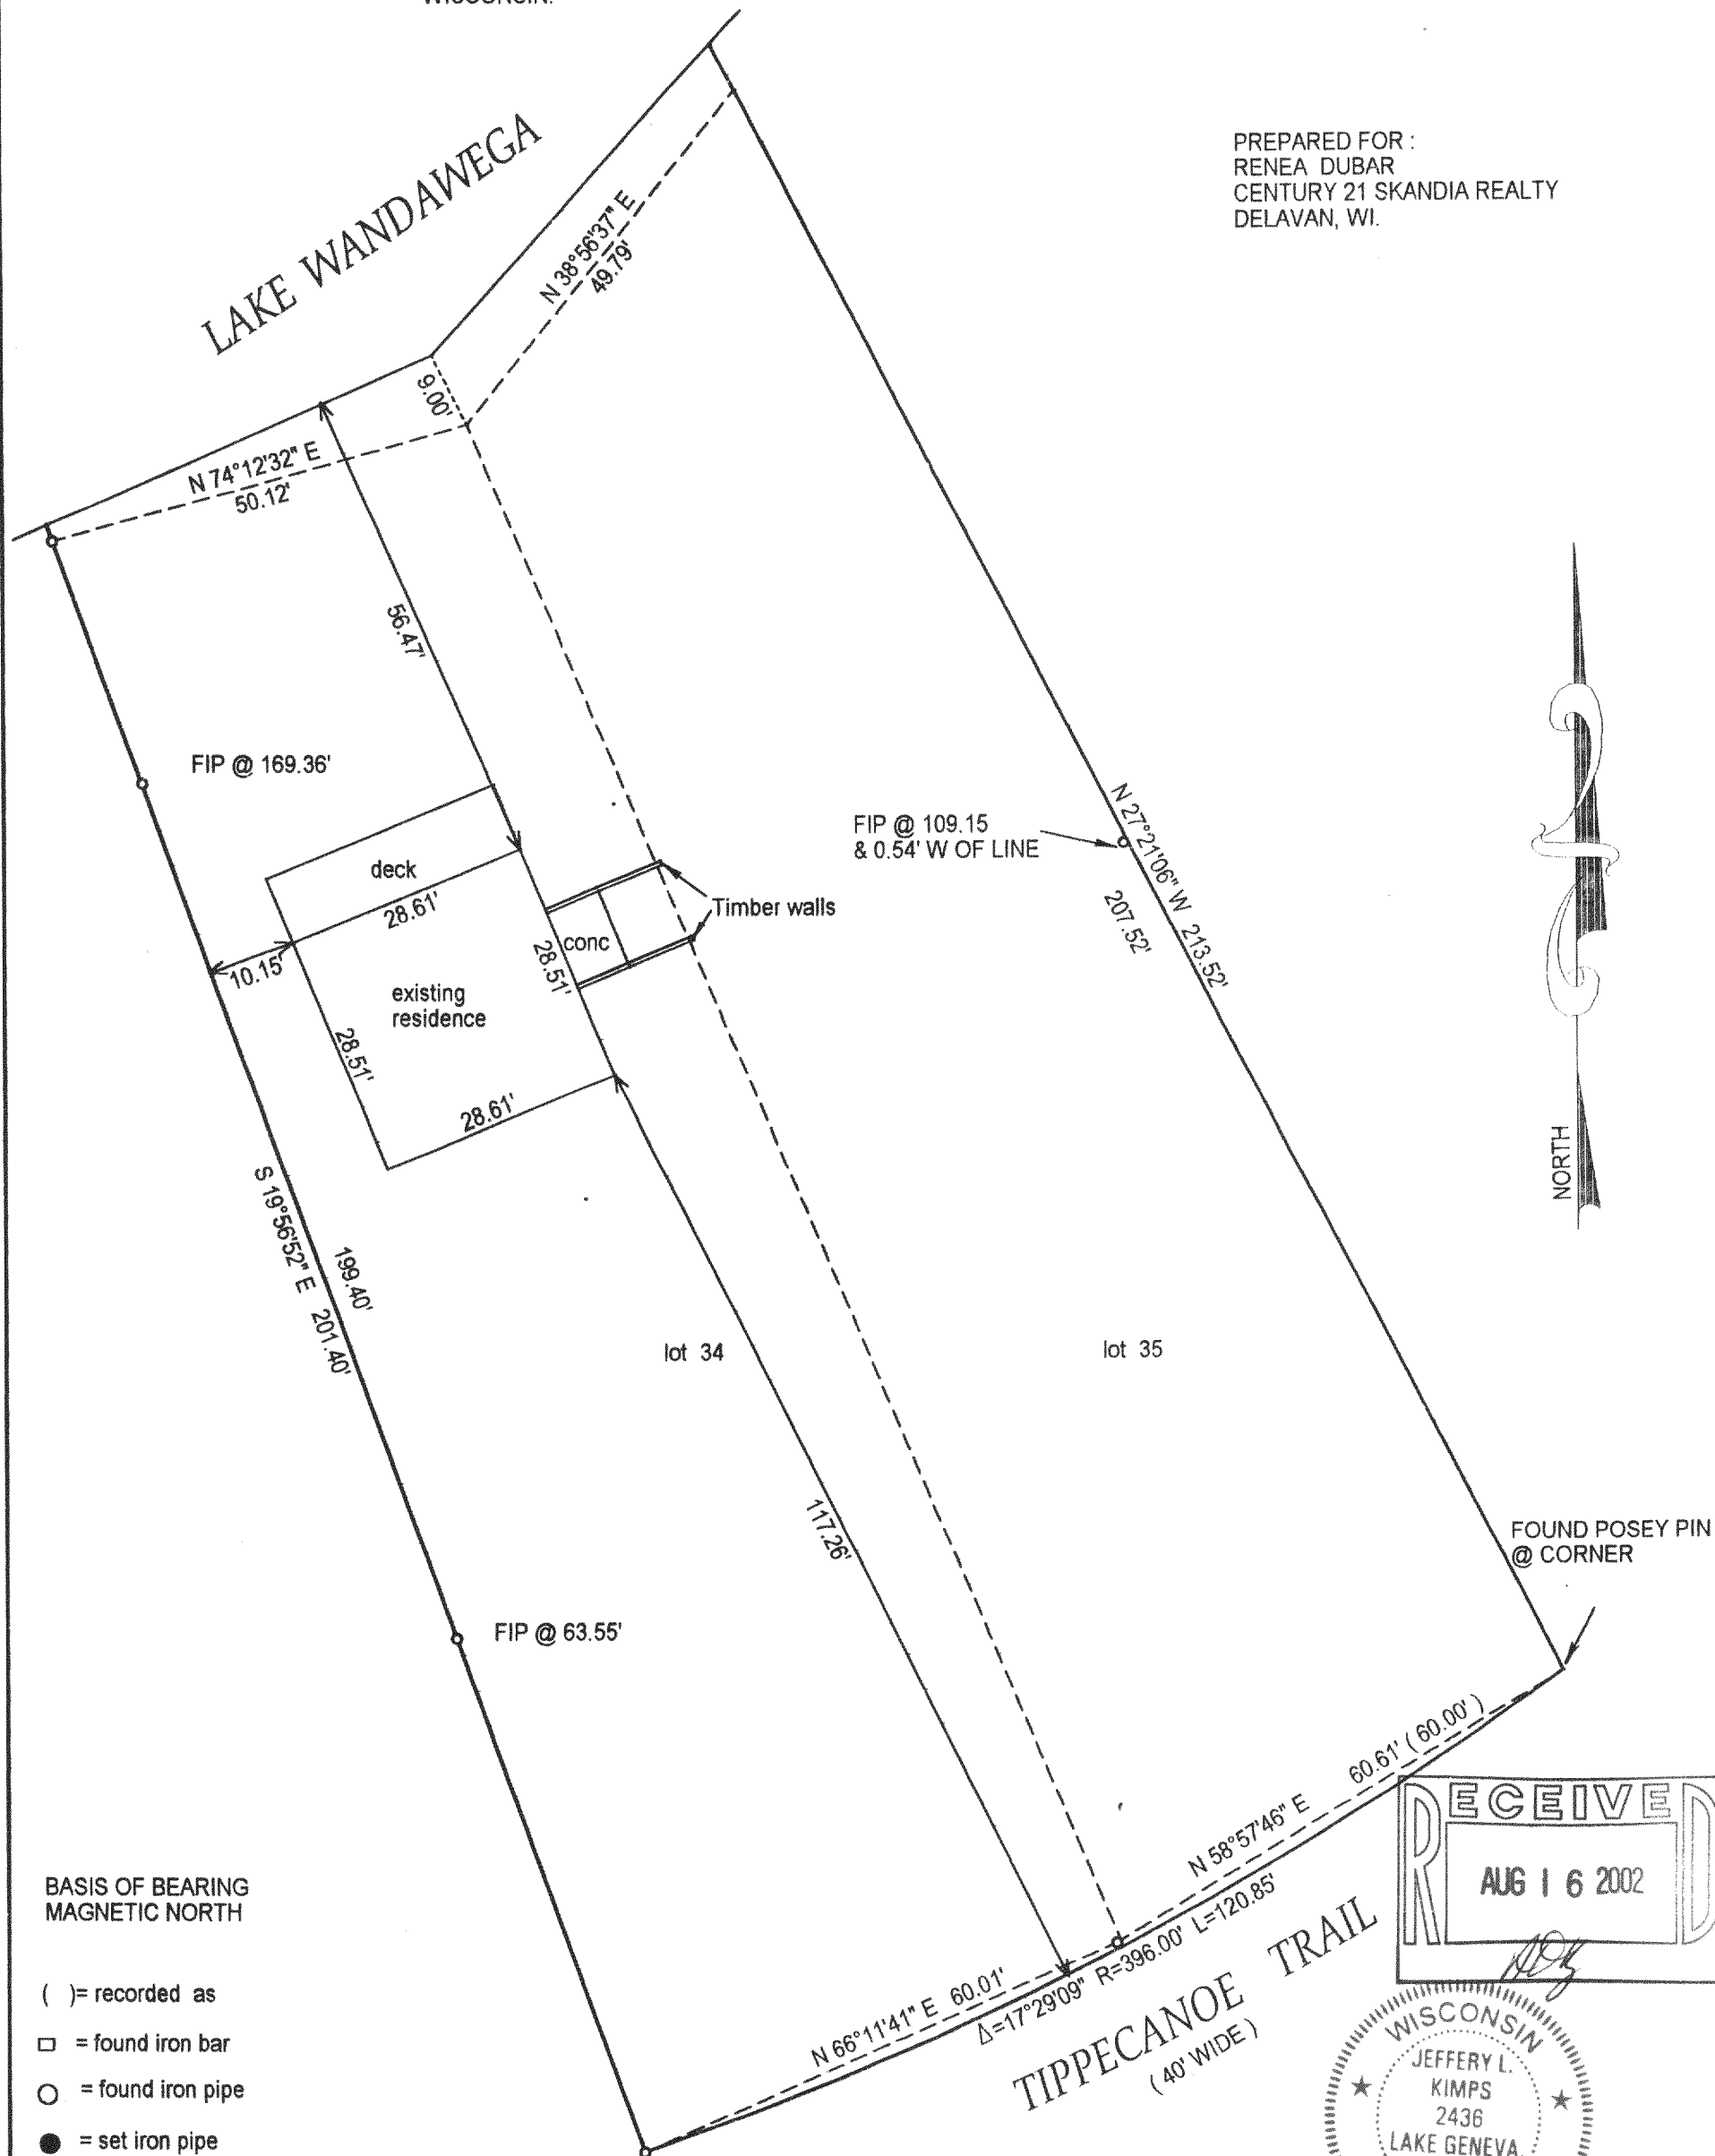 WISCONSIN.
PREPARED FOR :
RENEA DUBAR
CENTURY 21 SKANDIA REALTY
DELAVAN, WI.
LAKE WANDAWEGA
N 38°56'37" E
49.79'
9.00'
N 74°12'32" E
50.12'
56.47'
FIP @ 169.36'
FIP @ 109.15
& 0.54' W OF LINE
N 27°21'06" W 213.52'
207.52'
deck
28.61'
Timber walls
conc
28.51'
10.15'
existing
residence
28.51'
28.61'
NORTH
S 19°56'52" E 201.40'
199.40'
lot 34
lot 35
117.26'
FOUND POSEY PIN
@ CORNER
FIP @ 63.55'
60.61' ( 60.00' )
N 58°57'46" E
RECEIVED
AUG 16 2002
BASIS OF BEARING
MAGNETIC NORTH
N 66°11'41" E 60.01'
Δ=17°29'09" R=396.00' L=120.85'
TIPPECANOE TRAIL
( 40' WIDE )
( )= recorded as
= found iron bar
= found iron pipe
= set iron pipe
WISCONSIN
JEFFERY L.
KIMPS
2436
LAKE GENEVA,